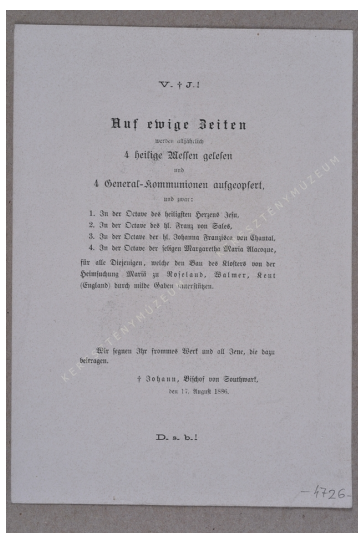 V. † J.!
Auf ewige Zeiten
werden alljährlich
4 heilige Messen gelesen
und
4 General-Kommunionen aufgeopfert,
und zwar:
1. In der Octave des heiligsten Herzens Jesu.
2. In der Octave des hl. Franz von Sales.
3. In der Octave der hl. Johanna Franziska von Chantal.
4. In der Octave der seligen Margaretha Maria Alacoque,
für alle Diejenigen, welche den Bau des Klosters von der
Heimsuchung Mariä zu Roseland, Walmer, Kent
(England) durch milde Gaben unterstützen.
Wir segnen Ihr frommes Werk und all Jene, die dazu
beitragen.
† Johann, Bischof von Southwark,
den 17. August 1896.
D. s. b.!
-4726-
KERESZTÉNY MÚZEUM